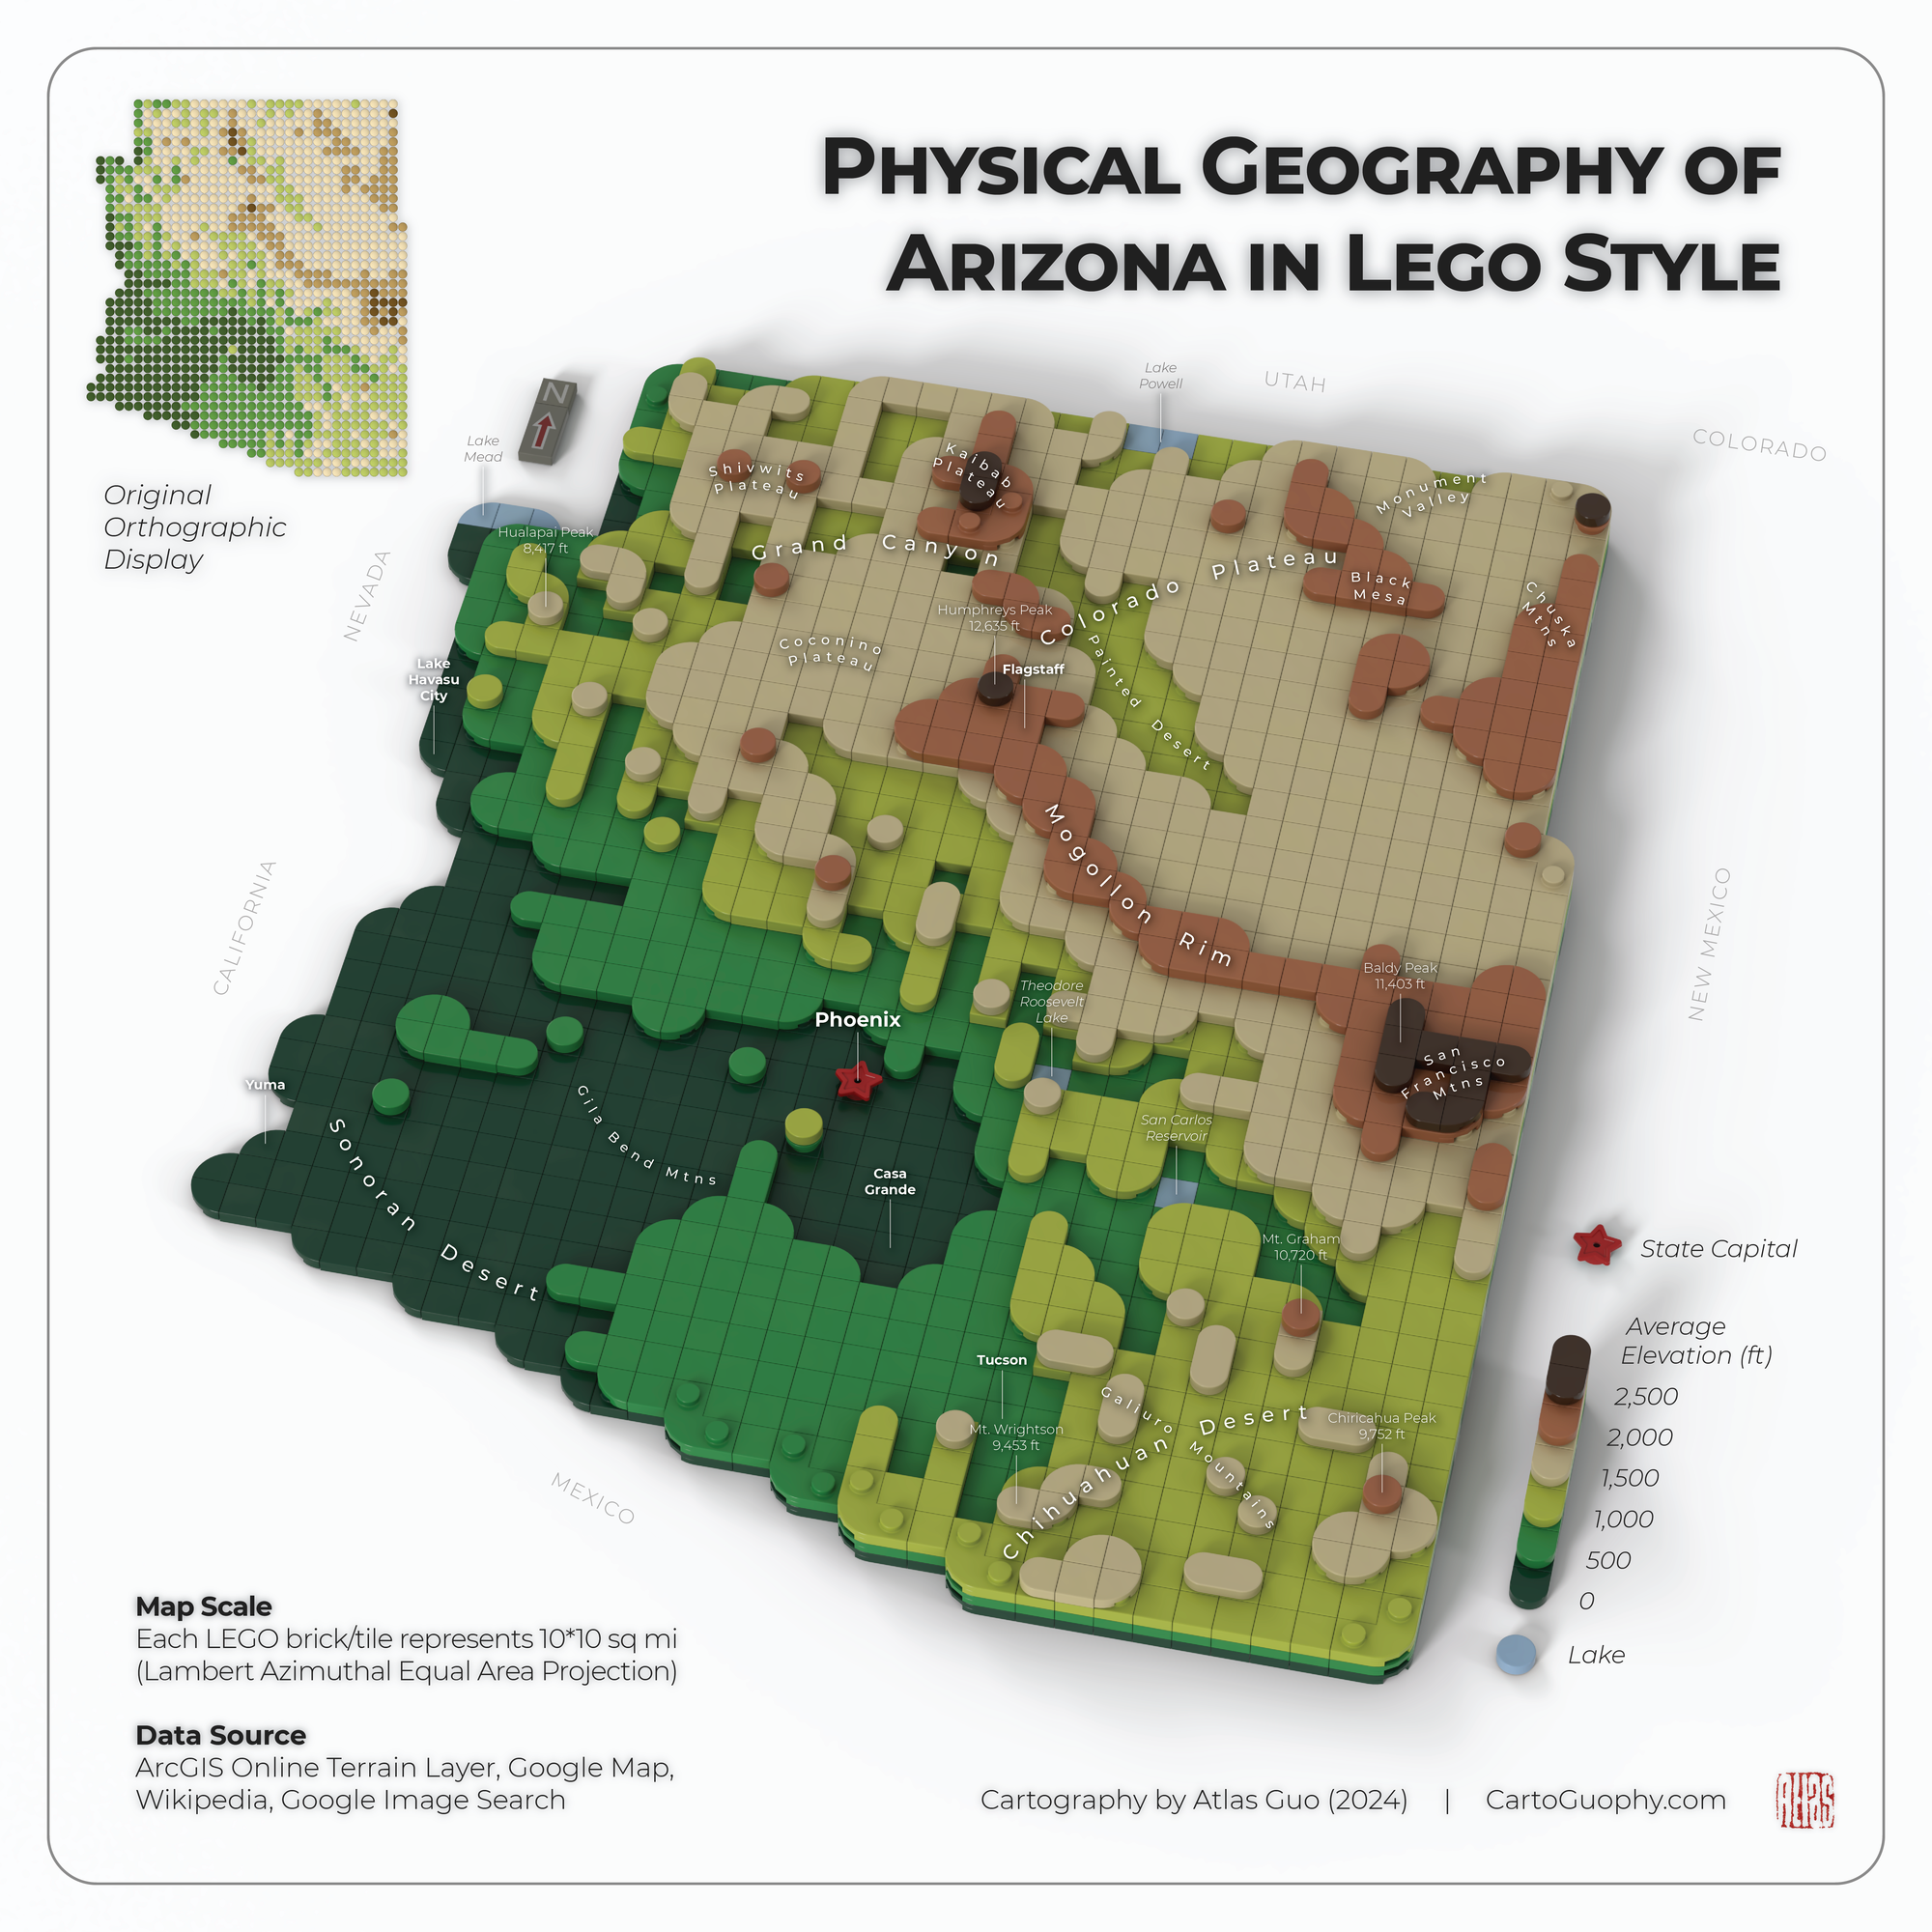 PHYSICAL GEOGRAPHY OF
ARIZONA IN LEGO STYLE
Original
Orthographic
Display
N
Lake
Powell
UTAH
COLORADO
Lake
Mead
Kaibab
Plateau
Shivwits
Plateau
Monument
Valley
Hualapai Peak
8,417 ft
Grand Canyon
Colorado Plateau
Black
Mesa
Chuska
Mtns
NEVADA
Humphreys Peak
12,635 ft
Coconino
Plateau
Flagstaff
Painted Desert
Lake
Havasu
City
Mogollon Rim
CALIFORNIA
NEW MEXICO
Baldy Peak
11,403 ft
Theodore
Roosevelt
Lake
Phoenix
San
Francisco
Mtns
Yuma
Gila Bend Mtns
San Carlos
Reservoir
Sonoran Desert
Casa
Grande
Mt. Graham
10,720 ft
State Capital
Tucson
Average
Elevation (ft)
2,500
2,000
1,500
1,000
500
0
Lake
Galiuro Mountains
Chihuahuan Desert
Chiricahua Peak
9,752 ft
Mt. Wrightson
9,453 ft
MEXICO
Map Scale
Each LEGO brick/tile represents 10*10 sq mi
(Lambert Azimuthal Equal Area Projection)
Data Source
ArcGIS Online Terrain Layer, Google Map,
Wikipedia, Google Image Search
Cartography by Atlas Guo (2024) | CartoGuophy.com
ATLAS